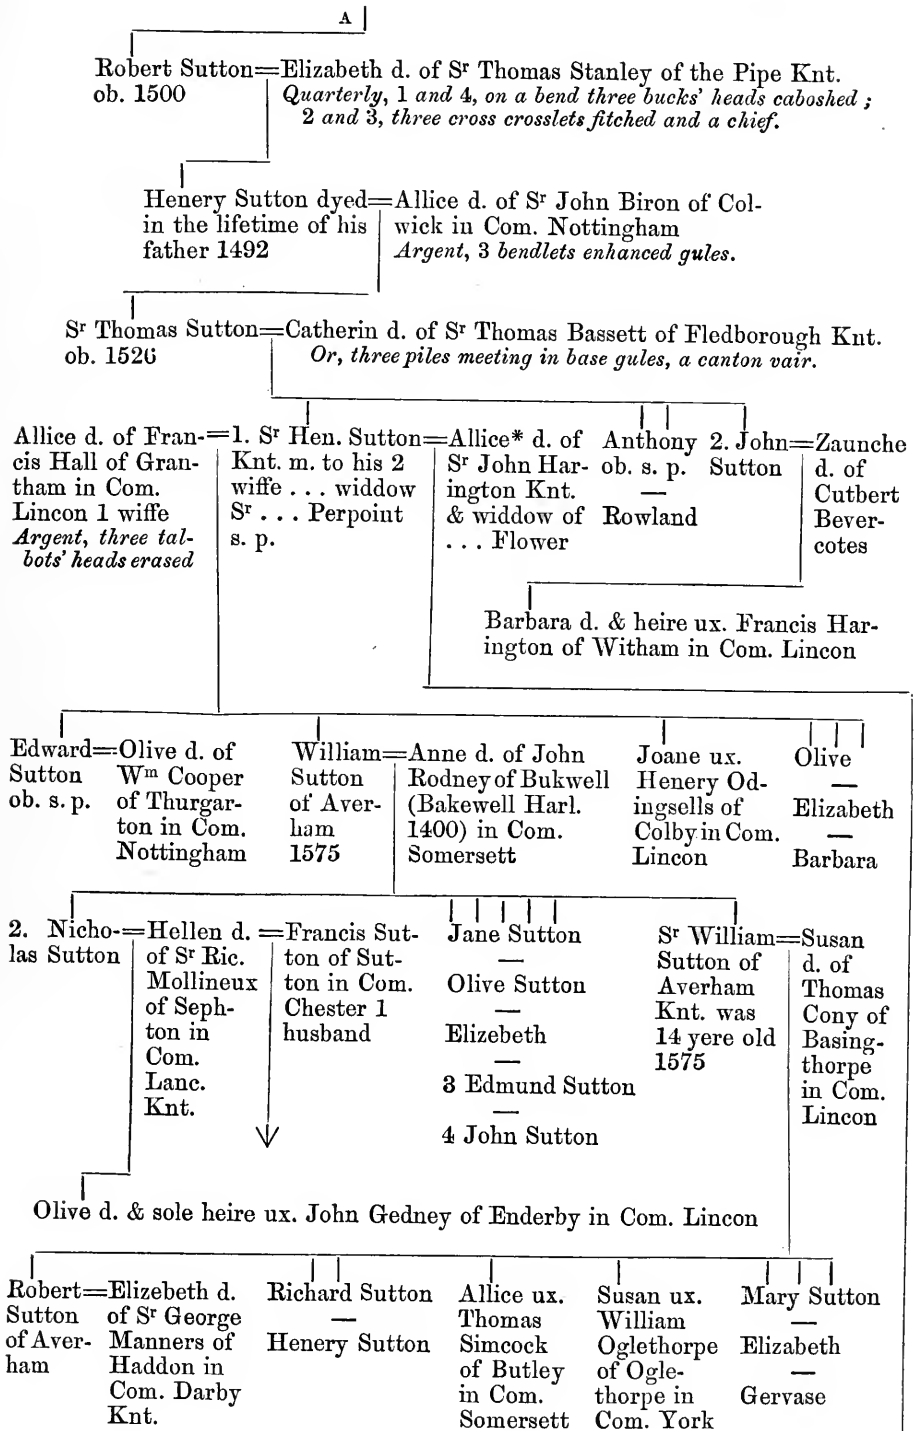 A
Robert Sutton=Elizabeth d. of Sr Thomas Stanley of the Pipe Knt.
ob. 1500
Quarterly, 1 and 4, on a bend three bucks' heads caboshed ;
2 and 3, three cross crosslets fitched and a chief.
Henery Sutton dyed=Allice d. of Sr John Biron of Col-
in the lifetime of his
father 1492
wick in Com. Nottingham
Argent, 3 bendlets enhanced gules.
Sr Thomas Sutton=Catherin d. of Sr Thomas Bassett of Fledborough Knt.
ob. 1526
Or, three piles meeting in base gules, a canton vair.
Allice d. of Fran-
cis Hall of Gran-
tham in Com.
Lincon 1 wiffe
Argent, three tal-
bots' heads erased
=1. Sr Hen. Sutton=
Knt. m. to his 2
wiffe . . . widdow
Sr . . . Perpoint
s. p.
Allice* d. of
Sr John Har-
ington Knt.
& widdow of
. . . Flower
Anthony
ob. s. p.
—
Rowland
2. John=
Sutton
Zaunche
d. of
Cutbert
Bever-
cotes
Barbara d. & heire ux. Francis Har-
ington of Witham in Com. Lincon
Edward=
Sutton
ob. s. p.
Olive d. of
Wm Cooper
of Thurgar-
ton in Com.
Nottingham
William=
Sutton
of Aver-
ham
1575
Anne d. of John
Rodney of Bukwell
(Bakewell Harl.
1400) in Com.
Somersett
Joane ux.
Henery Od-
ingsells of
Colby in Com.
Lincon
Olive
—
Elizabeth
—
Barbara
2. Nicho-=
las Sutton
Hellen d. =
of Sr Ric.
Mollineux
of Seph-
ton in
Com.
Lanc.
Knt.
Francis Sut-
ton of Sut-
ton in Com.
Chester 1
husband
Jane Sutton
—
Olive Sutton
—
Elizebeth
—
3 Edmund Sutton
—
4 John Sutton
Sr William=
Sutton of
Averham
Knt. was
14 yere old
1575
Susan
d. of
Thomas
Cony of
Basing-
thorpe
in Com.
Lincon
Olive d. & sole heire ux. John Gedney of Enderby in Com. Lincon
Robert=
Sutton
of Aver-
ham
Elizebeth d.
of Sr George
Manners of
Haddon in
Com. Darby
Knt.
Richard Sutton
—
Henery Sutton
Allice ux.
Thomas
Simcock
of Butley
in Com.
Somersett
Susan ux.
William
Oglethorpe
of Ogle-
thorpe in
Com. York
Mary Sutton
—
Elizabeth
—
Gervase